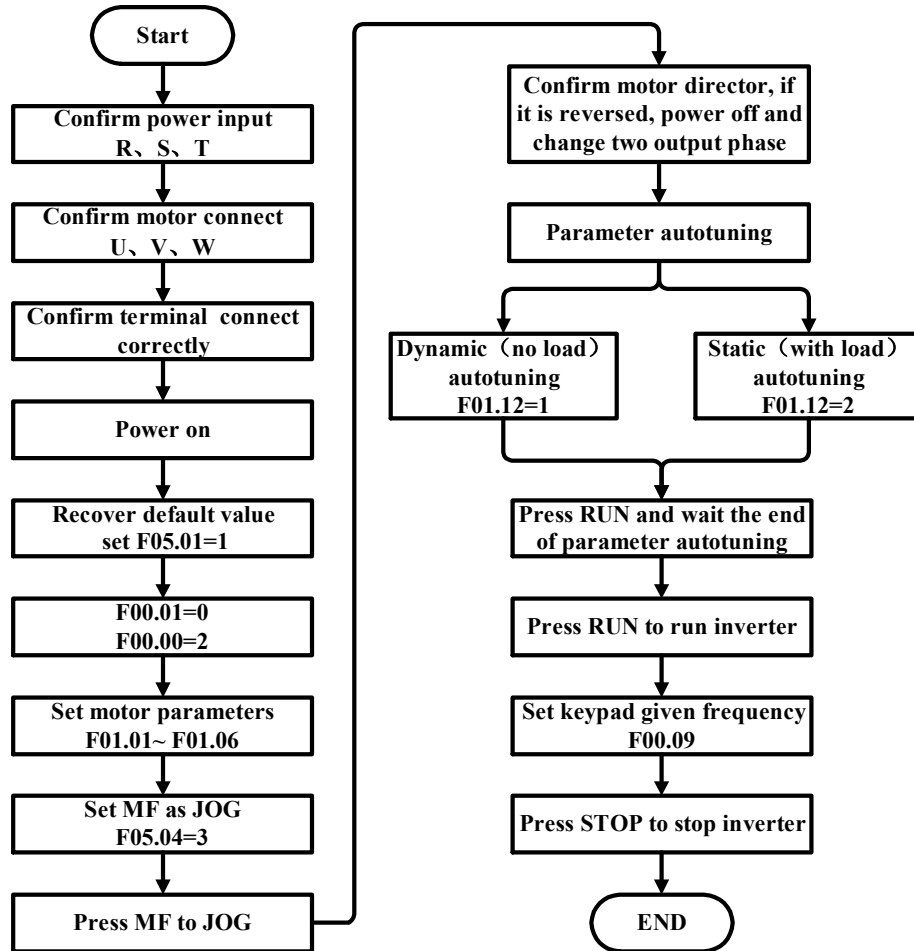 Start
Confirm power input
R、S、T
Confirm motor connect
U、V、W
Confirm terminal connect
correctly
Power on
Recover default value
set F05.01=1
F00.01=0
F00.00=2
Set motor parameters
F01.01~ F01.06
Set MF as JOG
F05.04=3
Press MF to JOG
Confirm motor director, if
it is reversed, power off and
change two output phase
Parameter autotuning
Dynamic（no load）
autotuning
F01.12=1
Static（with load）
autotuning
F01.12=2
Press RUN and wait the end
of parameter autotuning
Press RUN to run inverter
Set keypad given frequency
F00.09
Press STOP to stop inverter
END